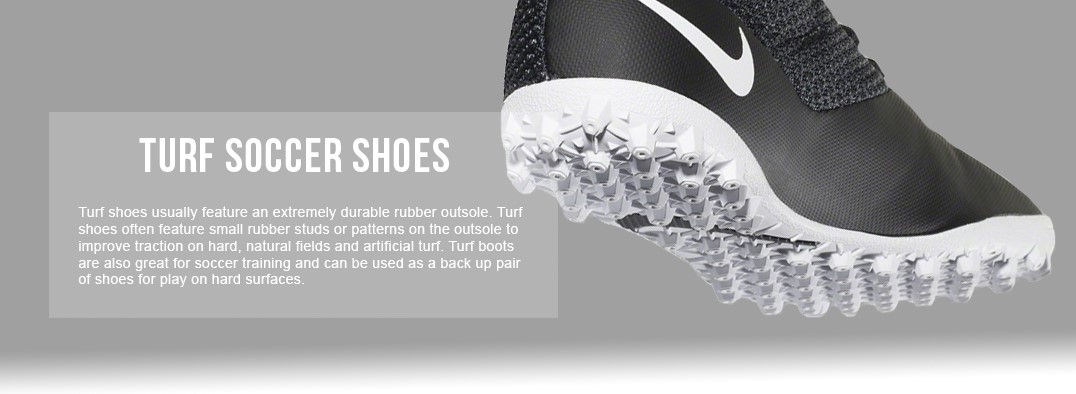 TURF SOCCER SHOES
Turf shoes usually feature an extremely durable rubber outsole. Turf
shoes often feature small rubber studs or patterns on the outsole to
improve traction on hard, natural fields and artificial turf. Turf boots
are also great for soccer training and can be used as a back up pair
of shoes for play on hard surfaces.